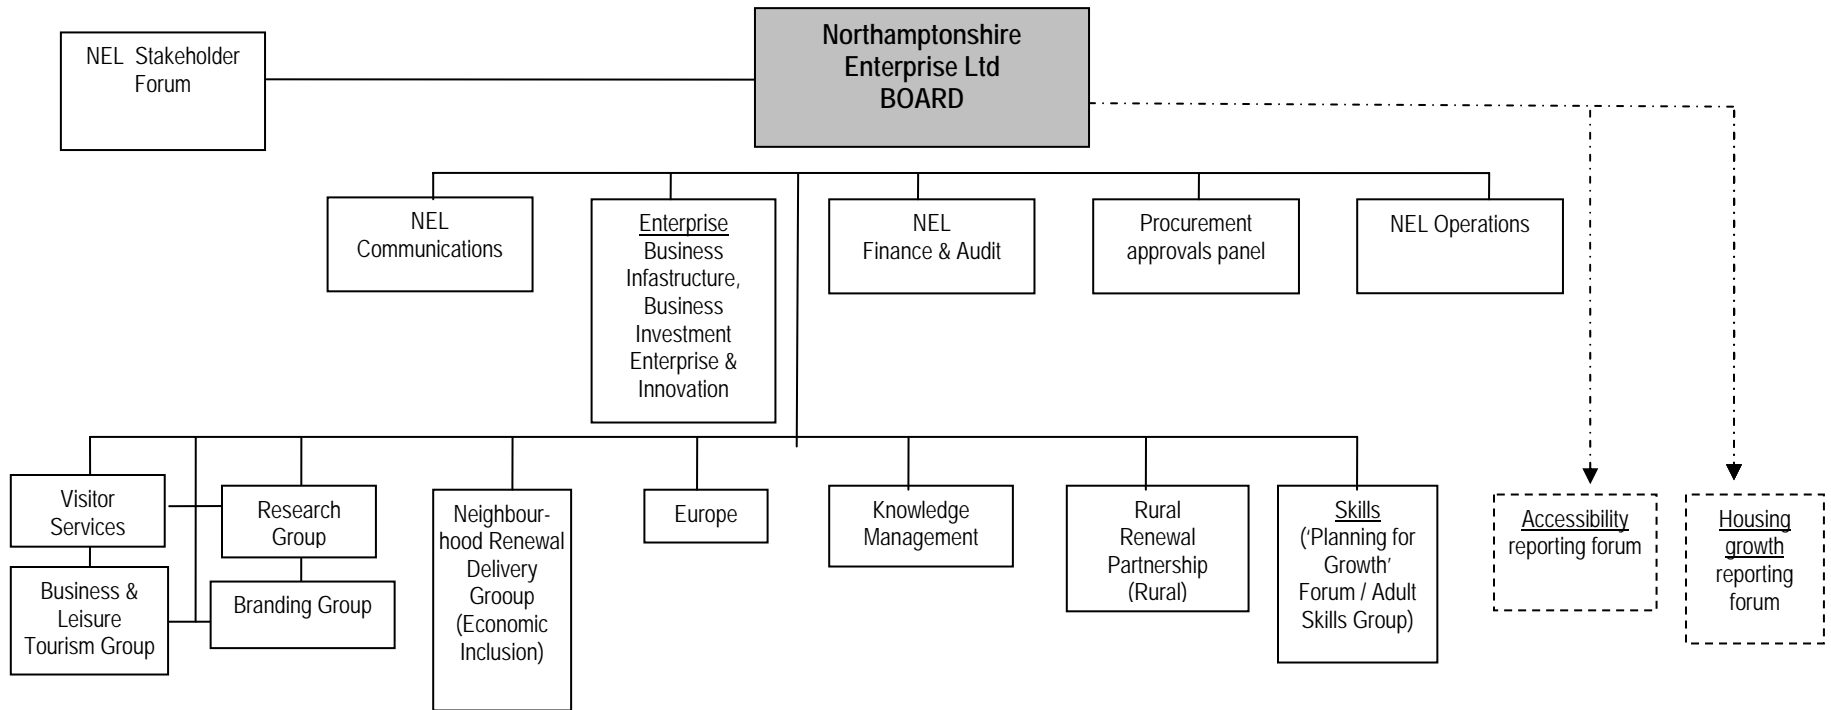 NEL Stakeholder
Forum
Northamptonshire
Enterprise Ltd
BOARD
NEL
Communications
Enterprise
Business
Infastructure,
Business
Investment
Enterprise &
Innovation
NEL
Finance & Audit
Procurement
approvals panel
NEL Operations
Visitor
Services
Research
Group
Business &
Leisure
Tourism Group
Branding Group
Neighbour-
hood Renewal
Delivery
Grooup
(Economic
Inclusion)
Europe
Knowledge
Management
Rural
Renewal
Partnership
(Rural)
Skills
(‘Planning for
Growth’
Forum / Adult
Skills Group)
Accessibility
reporting forum
Housing
growth
reporting
forum